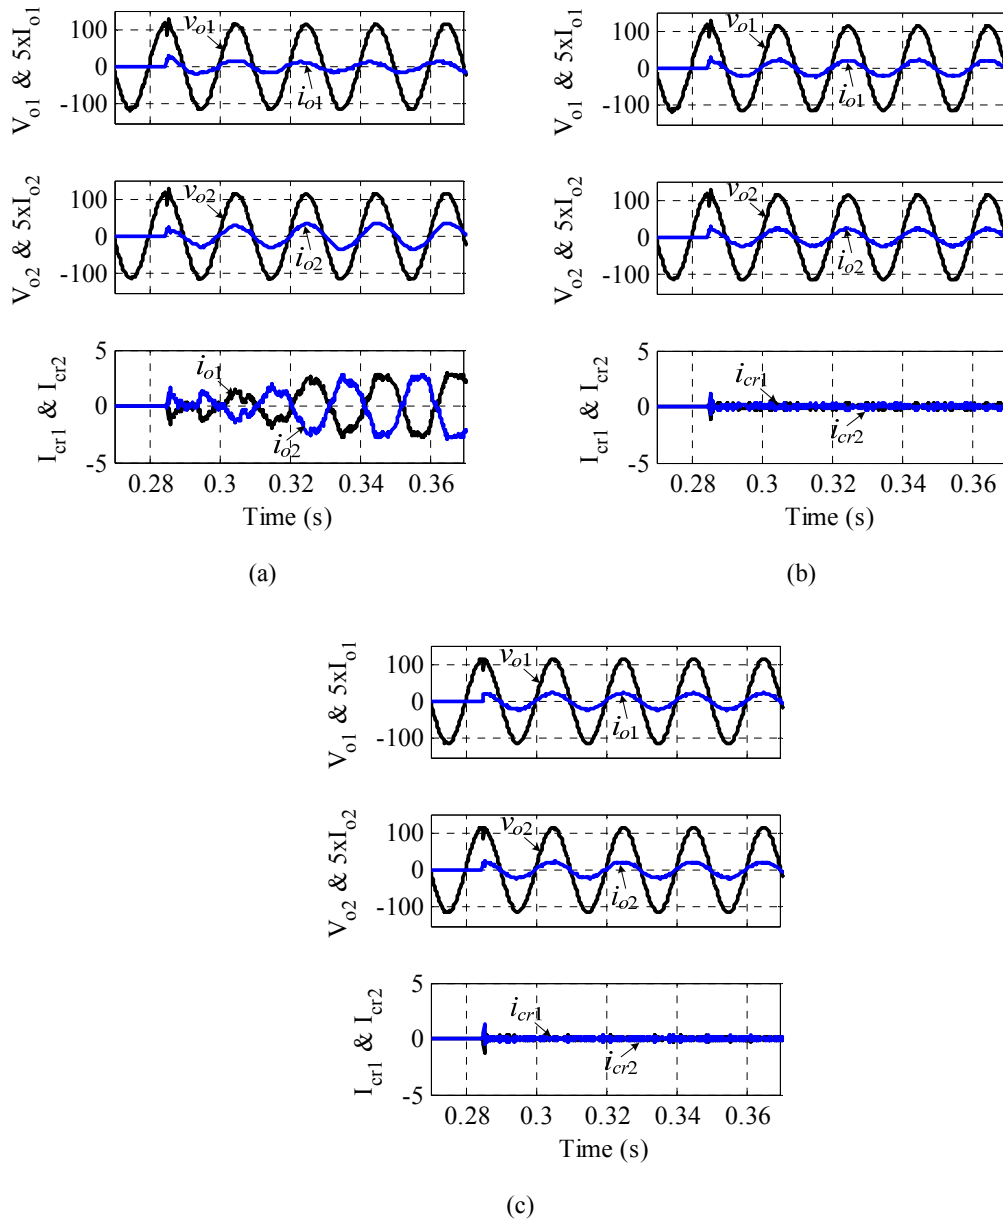 V_o1 & 5xI_o1
100
0
-100
v_o1
i_o1
V_o2 & 5xI_o2
100
0
-100
v_o2
i_o2
I_cr1 & I_cr2
5
0
-5
i_o1
i_o2
0.28 0.3 0.32 0.34 0.36
Time (s)
(a)
V_o1 & 5xI_o1
100
0
-100
v_o1
i_o1
V_o2 & 5xI_o2
100
0
-100
v_o2
i_o2
I_cr1 & I_cr2
5
0
-5
i_cr1
i_cr2
0.28 0.3 0.32 0.34 0.36
Time (s)
(b)
V_o1 & 5xI_o1
100
0
-100
v_o1
i_o1
V_o2 & 5xI_o2
100
0
-100
v_o2
i_o2
I_cr1 & I_cr2
5
0
-5
i_cr1
i_cr2
0.28 0.3 0.32 0.34 0.36
Time (s)
(c)